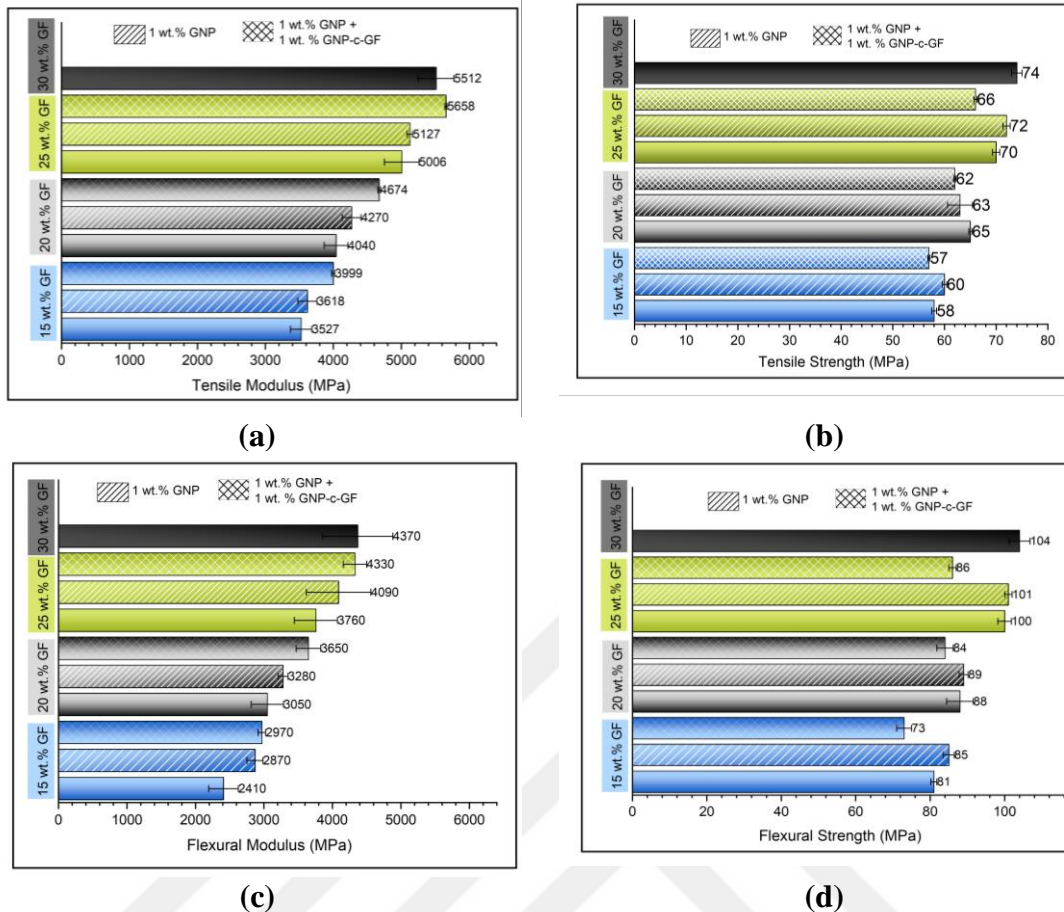 1 wt.% GNP
1 wt.% GNP +
1 wt.% GNP-c-GF
30 wt.% GF
25 wt.% GF
20 wt.% GF
15 wt.% GF
5512
5658
5127
5006
4674
4270
4040
3999
3618
3527
0 1000 2000 3000 4000 5000 6000
Tensile Modulus (MPa)
(a)
1 wt.% GNP
1 wt.% GNP +
1 wt.% GNP-c-GF
30 wt.% GF
25 wt.% GF
20 wt.% GF
15 wt.% GF
74
66
72
70
62
63
65
57
60
58
0 10 20 30 40 50 60 70 80
Tensile Strength (MPa)
(b)
1 wt.% GNP
1 wt.% GNP +
1 wt. % GNP-c-GF
30 wt.% GF
25 wt.% GF
20 wt.% GF
15 wt.% GF
4370
4330
4090
3760
3650
3280
3050
2970
2870
2410
0 1000 2000 3000 4000 5000 6000
Flexural Modulus (MPa)
(c)
1 wt.% GNP
1 wt.% GNP +
1 wt. % GNP-c-GF
30 wt.% GF
25 wt.% GF
20 wt.% GF
15 wt.% GF
104
86
101
100
84
89
88
73
85
81
0 20 40 60 80 100
Flexural Strength (MPa)
(d)